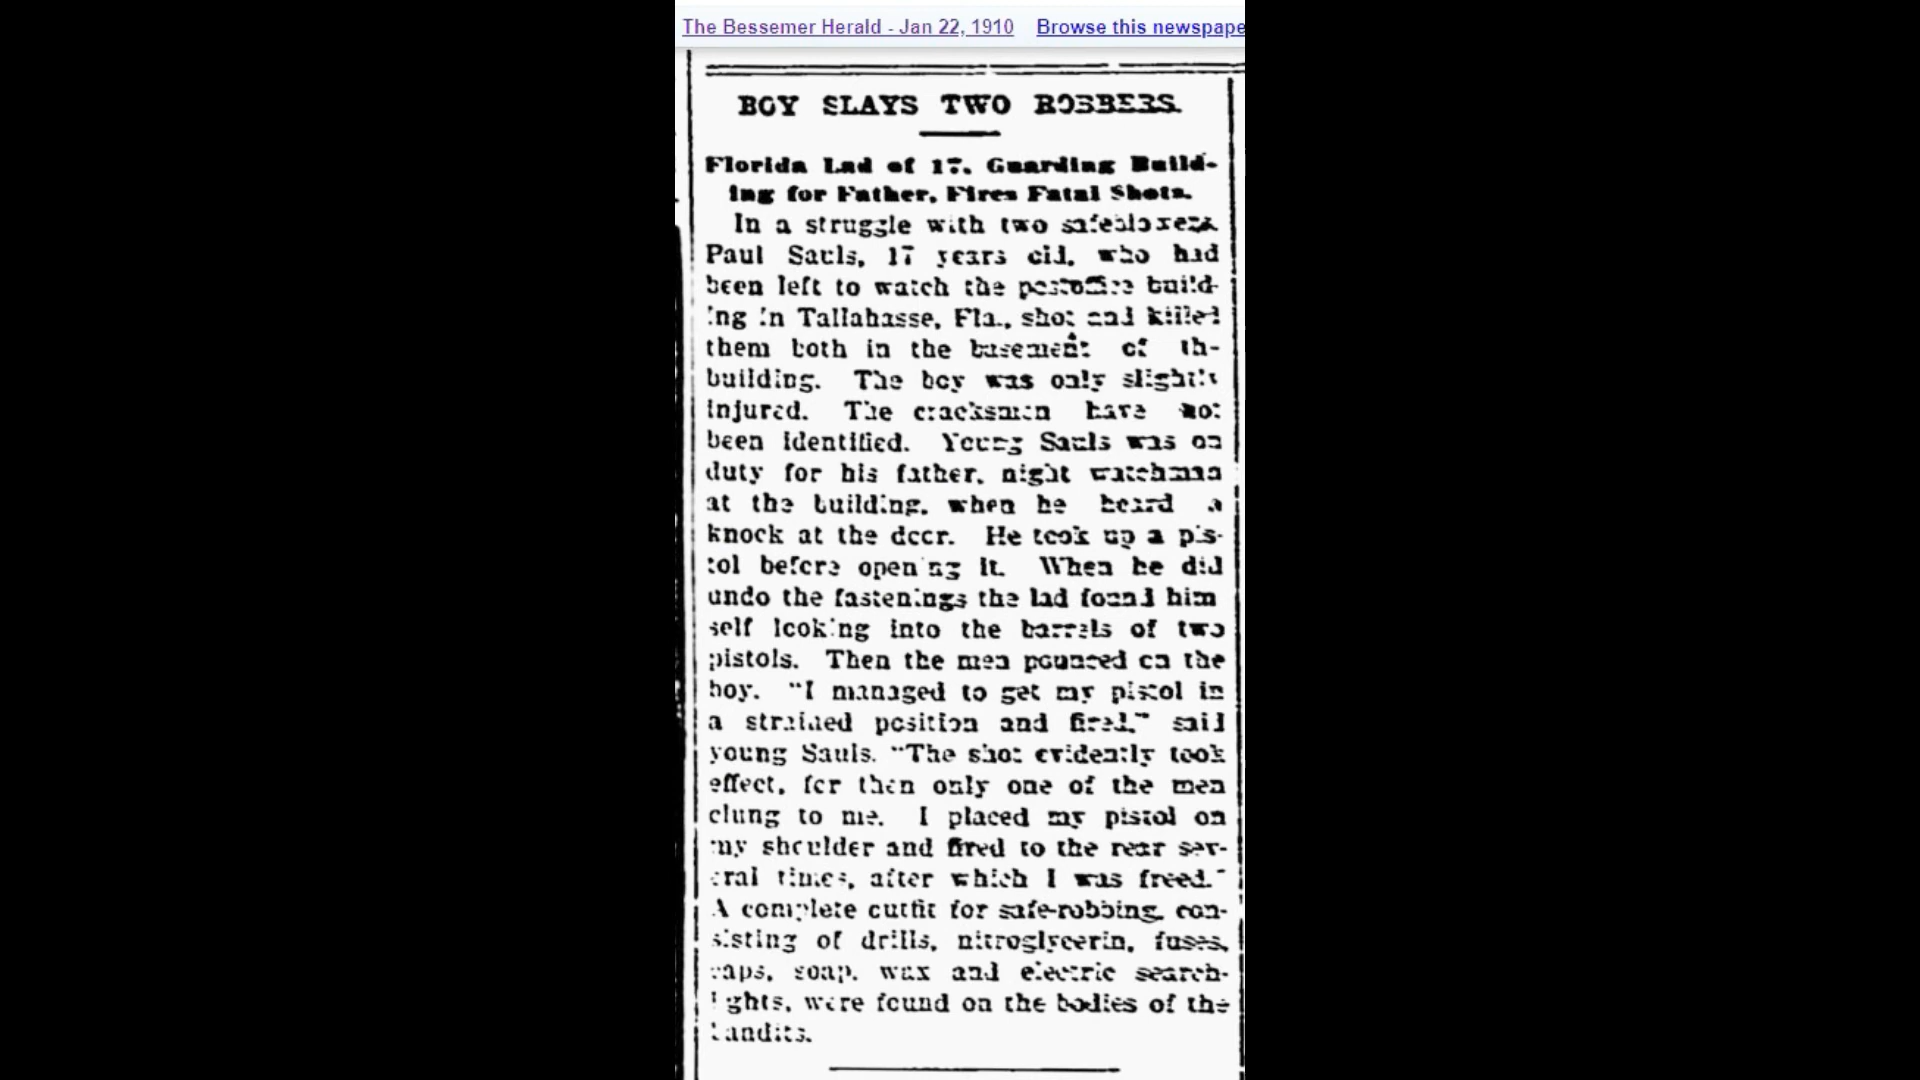 The Bessemer Herald - Jan 22, 1910 Browse this newspape
BOY SLAYS TWO ROBBERS.
Florida Lad of 17, Guarding Build-
ing for Father, Fires Fatal Shots.
In a struggle with two safeblowers,
Paul Sauls, 17 years old, who had
been left to watch the postoffice build-
ing in Tallahasse, Fla., shot and killed
them both in the basement of th-
building. The boy was only slightly
injured. The cracksmen have not
been identified. Young Sauls was on
duty for his father, night watchman
at the building, when he heard a
knock at the door. He took up a pis-
tol before opening it. When he did
undo the fastenings the lad found him
self looking into the barrels of two
pistols. Then the men pounced on the
boy. "I managed to get my pistol in
a strained position and fired," said
young Sauls. "The shot evidently took
effect, for then only one of the men
clung to me. I placed my pistol on
my shoulder and fired to the rear sev-
eral times, after which I was freed."
A complete outfit for safe-robbing, con-
sisting of drills, nitroglycerin, fuses,
caps, soap, wax and electric search-
lights, were found on the bodies of the
bandits.